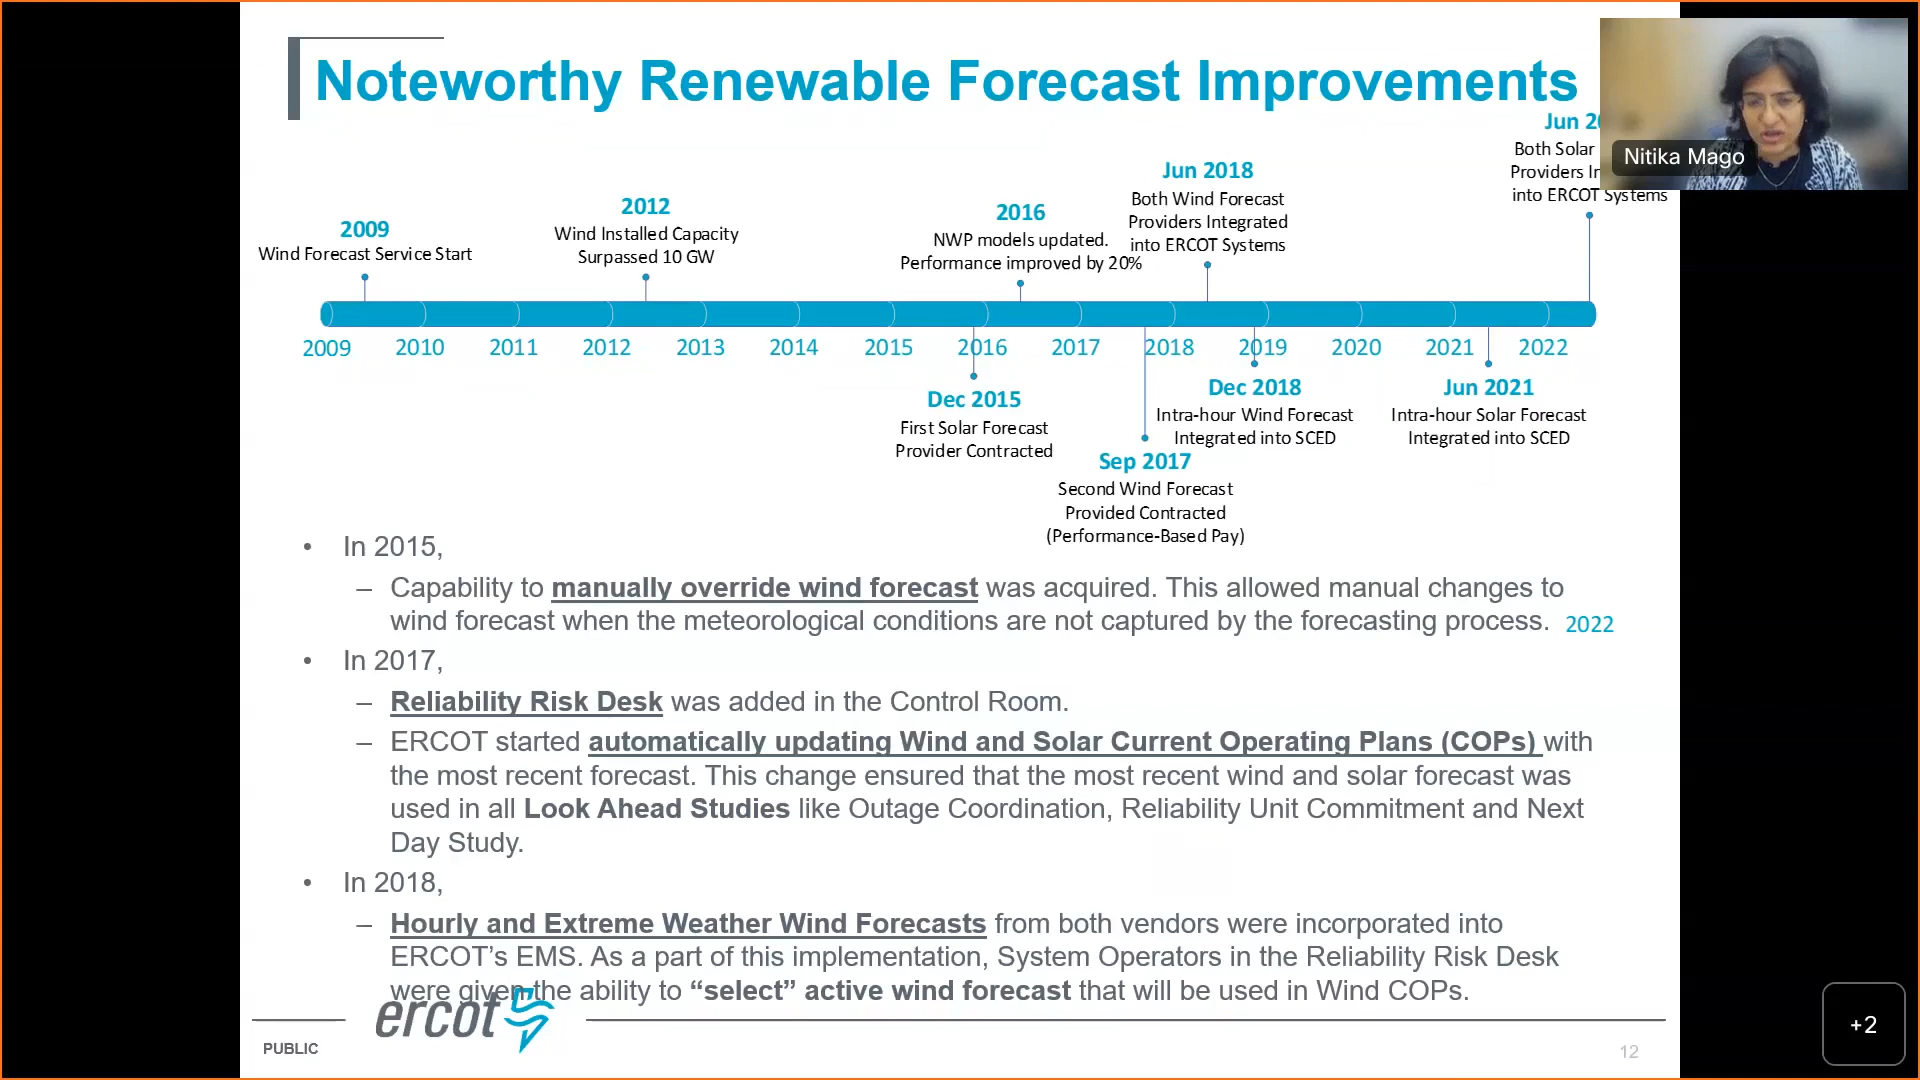 Noteworthy Renewable Forecast Improvements
Nitika Mago
2009
Wind Forecast Service Start
2012
Wind Installed Capacity
Surpassed 10 GW
2016
NWP models updated.
Performance improved by 20%
Jun 2018
Both Wind Forecast
Providers Integrated
into ERCOT Systems
Jun
Both Solar
Providers
into ERCOT Systems
2009 2010 2011 2012 2013 2014 2015 2016 2017 2018 2019 2020 2021 2022
Dec 2015
First Solar Forecast
Provider Contracted
Sep 2017
Second Wind Forecast
Provided Contracted
(Performance-Based Pay)
Dec 2018
Intra-hour Wind Forecast
Integrated into SCED
Jun 2021
Intra-hour Solar Forecast
Integrated into SCED
• In 2015,
– Capability to manually override wind forecast was acquired. This allowed manual changes to
wind forecast when the meteorological conditions are not captured by the forecasting process. 2022
• In 2017,
– Reliability Risk Desk was added in the Control Room.
– ERCOT started automatically updating Wind and Solar Current Operating Plans (COPs) with
the most recent forecast. This change ensured that the most recent wind and solar forecast was
used in all Look Ahead Studies like Outage Coordination, Reliability Unit Commitment and Next
Day Study.
• In 2018,
– Hourly and Extreme Weather Wind Forecasts from both vendors were incorporated into
ERCOT’s EMS. As a part of this implementation, System Operators in the Reliability Risk Desk
were given the ability to “select” active wind forecast that will be used in Wind COPs.
ercot
PUBLIC
12
+2